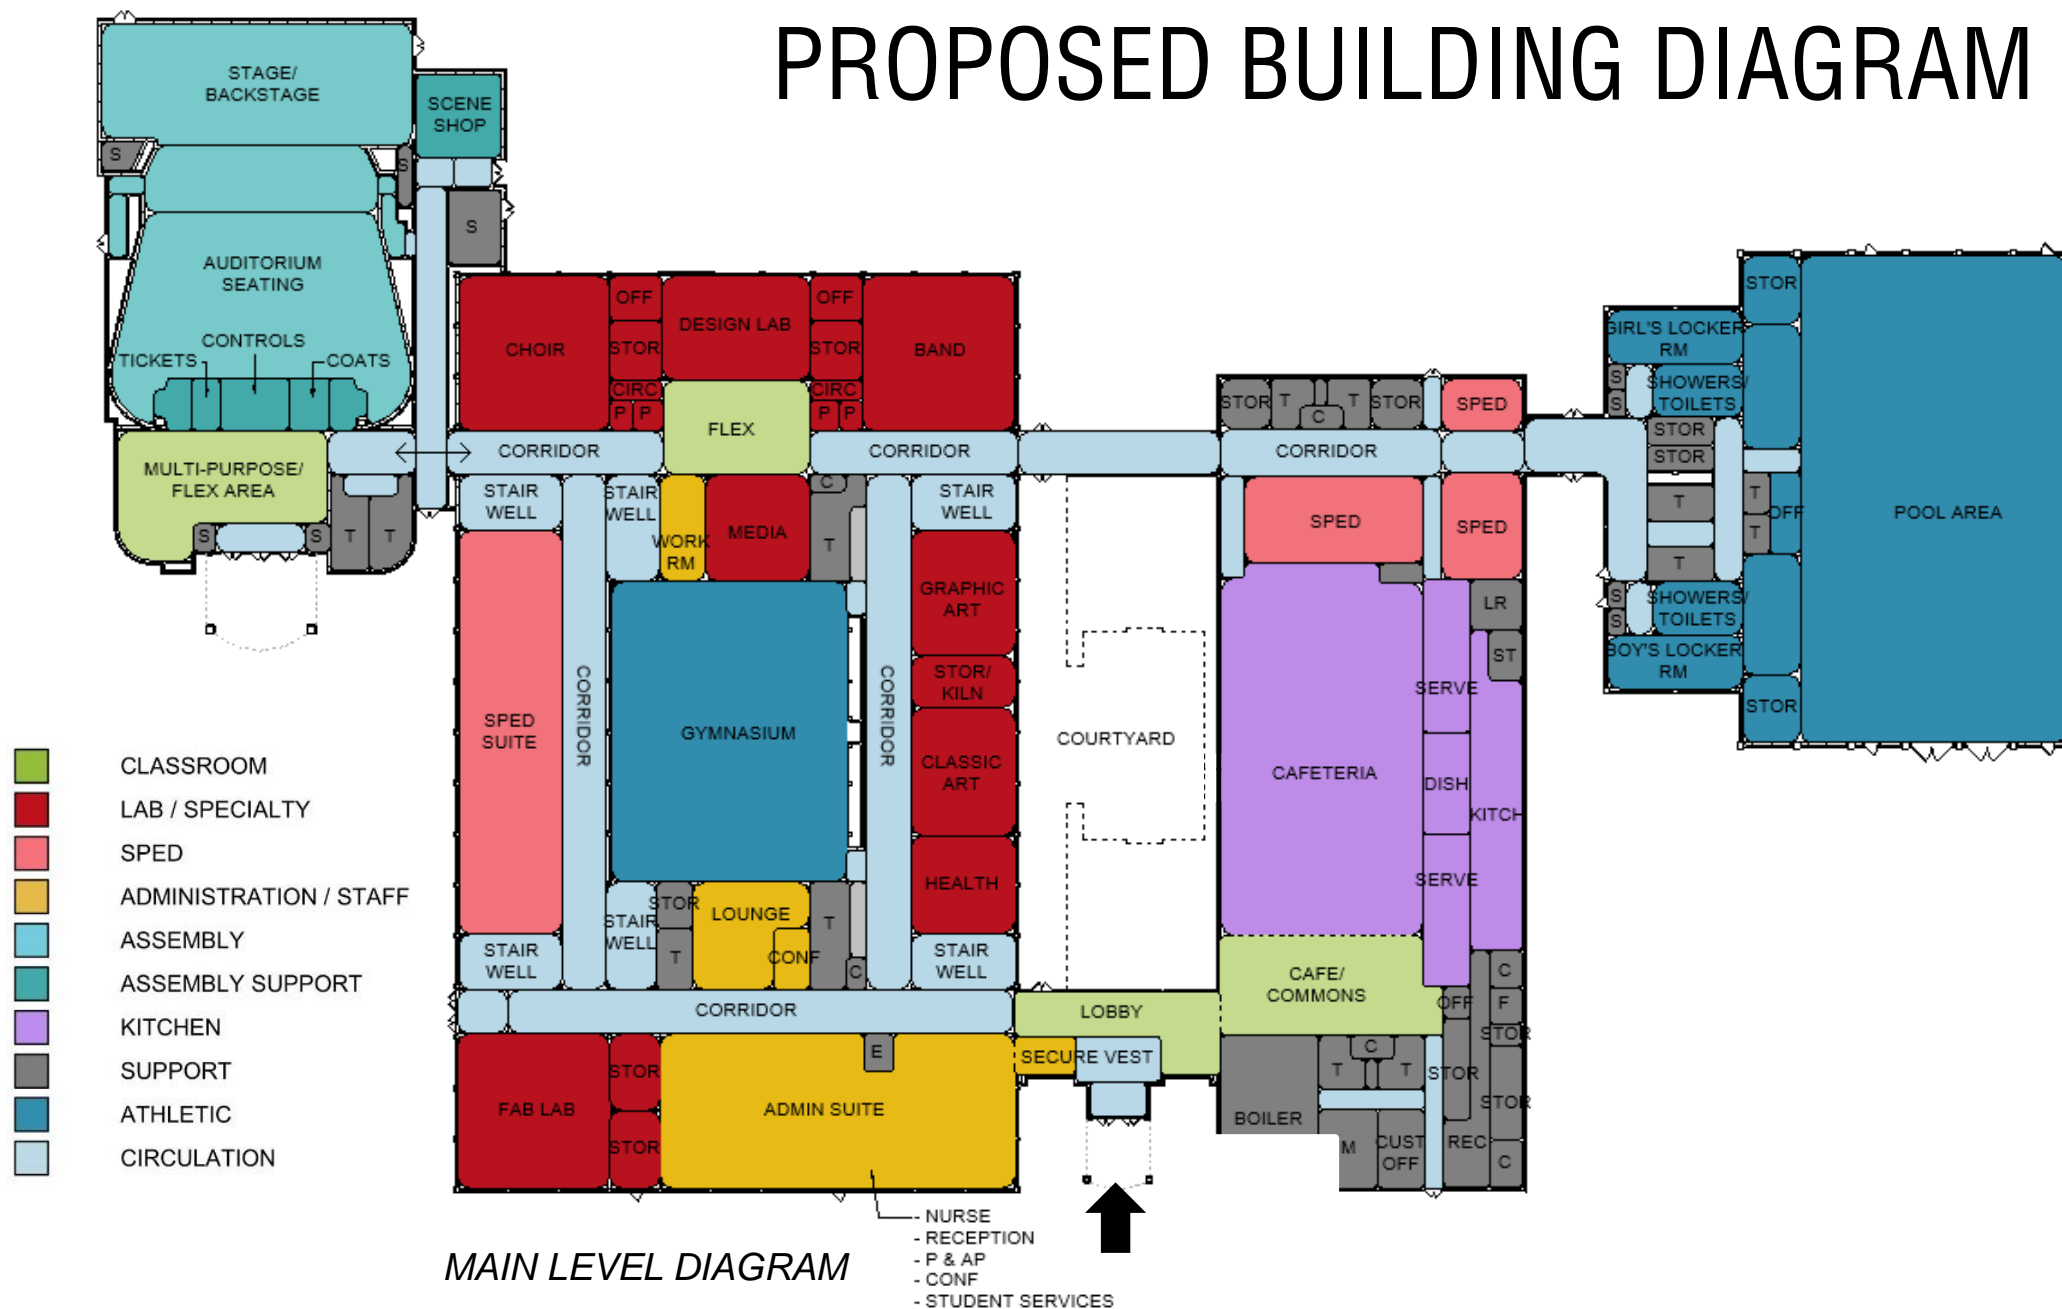 PROPOSED BUILDING DIAGRAM
STAGE/
BACKSTAGE
SCENE
SHOP
S
S
S
AUDITORIUM
SEATING
CONTROLS
TICKETS
COATS
MULTI-PURPOSE/
FLEX AREA
S
S
T
T
CHOIR
OFF
STOR
CIRC
P
P
DESIGN LAB
FLEX
OFF
STOR
CIRC
P
P
BAND
CORRIDOR
CORRIDOR
STAIR
WELL
STAIR
WELL
WORK
RM
MEDIA
C
T
STAIR
WELL
SPED
SUITE
CORRIDOR
GYMNASIUM
CORRIDOR
GRAPHIC
ART
STOR/
KILN
CLASSIC
ART
HEALTH
STAIR
WELL
STAIR
WELL
STOR
T
LOUNGE
CONF
T
C
STAIR
WELL
CORRIDOR
FAB LAB
STOR
STOR
E
ADMIN SUITE
- NURSE
- RECEPTION
- P & AP
- CONF
- STUDENT SERVICES
COURTYARD
LOBBY
SECURE VEST
STOR
T
C
T
STOR
SPED
CORRIDOR
SPED
SPED
LR
ST
CAFETERIA
SERVE
DISH
KITCH
SERVE
CAFE/
COMMONS
OFF
C
F
STOR
C
T
T
STOR
STOR
BOILER
M
CUST
OFF
REC
C
GIRL'S LOCKER
RM
S
S
SHOWERS/
TOILETS
STOR
STOR
T
T
S
S
SHOWERS/
TOILETS
BOY'S LOCKER
RM
STOR
T
T
OFF
STOR
POOL AREA
CLASSROOM
LAB / SPECIALTY
SPED
ADMINISTRATION / STAFF
ASSEMBLY
ASSEMBLY SUPPORT
KITCHEN
SUPPORT
ATHLETIC
CIRCULATION
MAIN LEVEL DIAGRAM